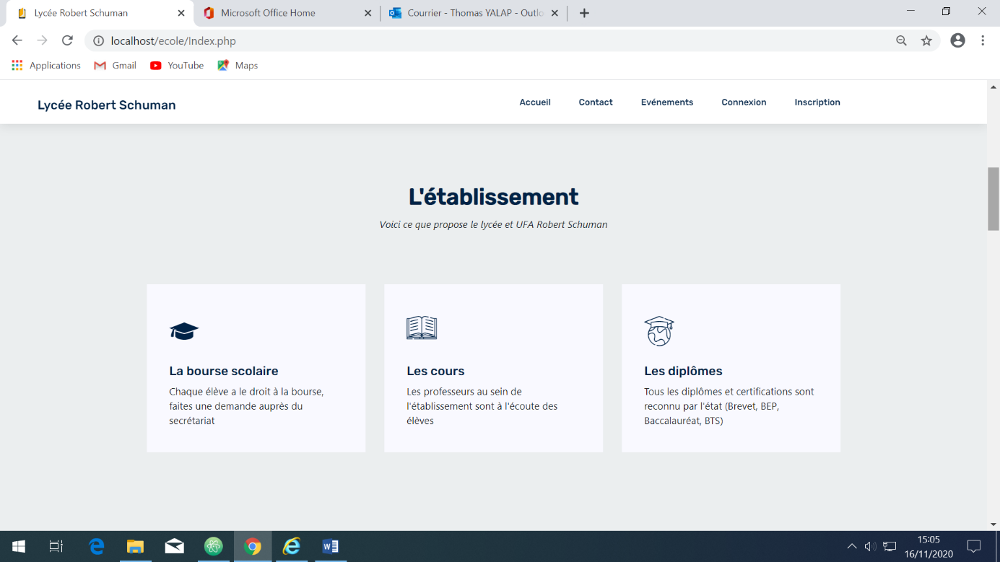 Lycée Robert Schuman
Microsoft Office Home
Courrier - Thomas YALAP - Outlo
localhost/ecole/Index.php
Applications
Gmail
YouTube
Maps
Lycée Robert Schuman
Accueil
Contact
Evénements
Connexion
Inscription
L'établissement
Voici ce que propose le lycée et UFA Robert Schuman
La bourse scolaire
Chaque élève a le droit à la bourse,
faites une demande auprès du
secrétariat
Les cours
Les professeurs au sein de
l'établissement sont à l'écoute des
élèves
Les diplômes
Tous les diplômes et certifications sont
reconnu par l'état (Brevet, BEP,
Baccalauréat, BTS)
15:05
16/11/2020